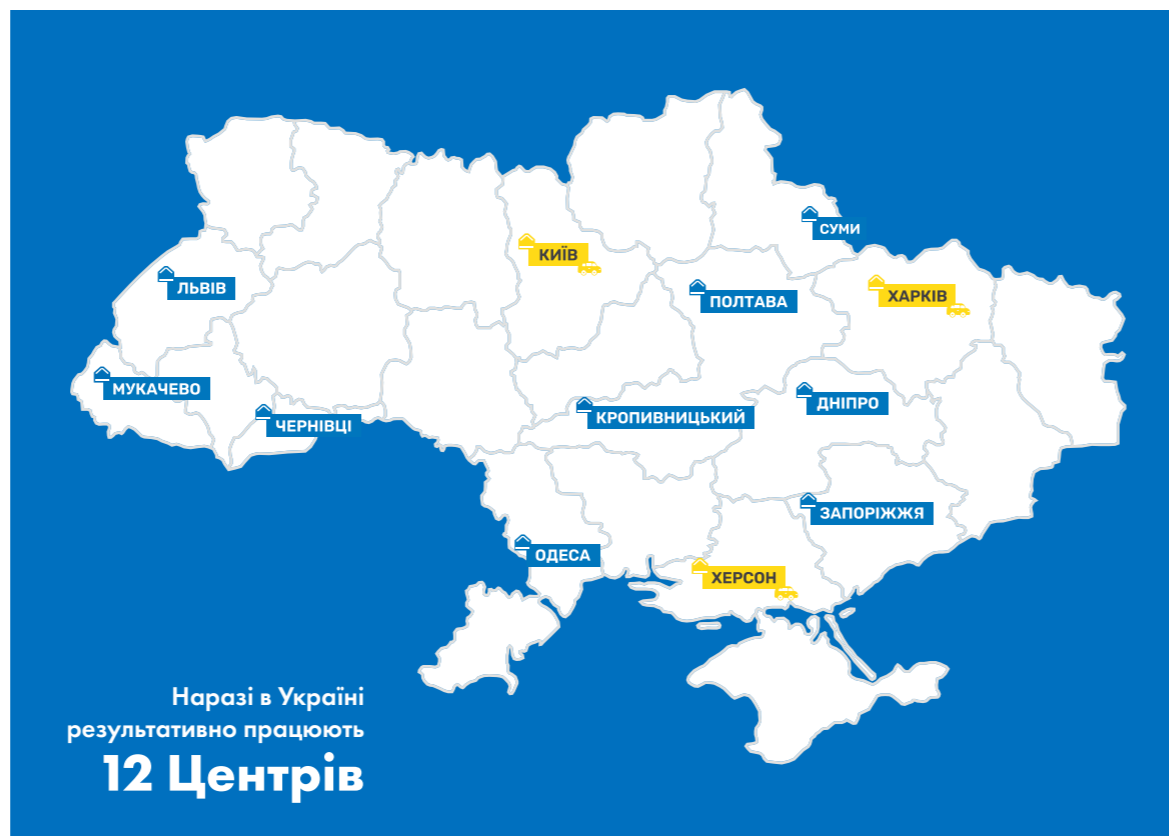 СУМИ
КИЇВ
ЛЬВІВ
ПОЛТАВА
ХАРКІВ
МУКАЧЕВО
ЧЕРНІВЦІ
КРОПИВНИЦЬКИЙ
ДНІПРО
ЗАПОРІЖЖЯ
ОДЕСА
ХЕРСОН
Наразі в Україні
результативно працюють
12 Центрів